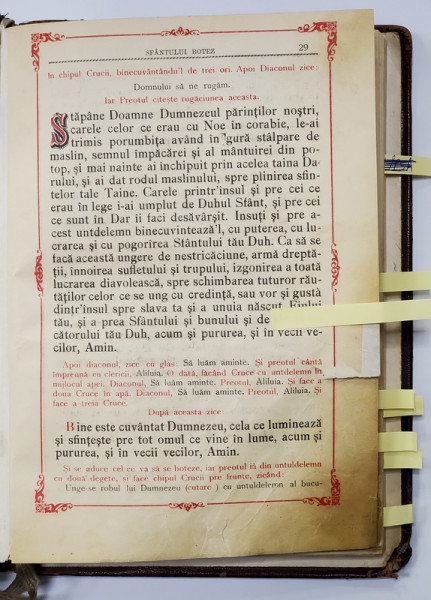 SFÂNTULUI BOTEZ 29
în chipul Crucii, binecuvântându'l de trei ori. Apoi Diaconul zice:
Domnului să ne rugăm.
Iar Preotul citește rugăciunea aceasta.
Stăpâne Doamne Dumnezeul părinților noștri,
carele celor ce erau cu Noe în corabie, le-ai
trimis porumbița având în gură stâlpare de
maslin, semnul împăcării și al mântuirei din po-
top, și mai nainte ai închipuit prin acelea taina Da-
rului, și ai dat rodul maslinului, spre plinirea sfin-
telor tale Taine. Carele printr'însul și pre cei ce
erau în lege i-ai umplut de Duhul Sfânt, și pre cei
ce sunt în Dar îi faci desăvârșit. Însuți și pre a-
cest untdelemn binecuvintează'l, cu puterea, cu lu-
crarea și cu pogorîrea Sfântului tău Duh. Ca să se
facă această ungere de nestricăciune, armă dreptă-
ții, înnoirea sufletului și trupului, izgonirea a toată
lucrarea diavolească, spre schimbarea tuturor rău-
tăților celor ce se ung cu credință, sau vor și gustà
dintr'însul spre slava ta și a unuia născut Fiului
tău, și a prea Sfântului și bunului și de
cătorului tău Duh, acum și pururea, și în vecii ve-
cilor, Amin.
Apoi diaconul, zice cu glas: Să luăm aminte. Și preotul cântă
împreună cu clericii, Aliluia. O dată, făcând Cruce cu untdelemn în
mijlocul apei. Diaconul, Să luăm aminte. Preotul, Aliluia. Și face a
doua Cruce în apă. Diaconul, Să luăm aminte. Preotul, Aliluia. Și
face a treia Cruce.
După aceasta zice:
Bine este cuvântat Dumnezeu, cela ce luminează
și sfințește pre tot omul ce vine în lume, acum și
pururea, și în vecii vecilor, Amin.
Și se aduce cel ce va să se boteze, iar preotul ià din untuldelemn
cu două degete, și face chipul Crucii pre frunte, zicând:
Unge-se robul lui Dumnezeu (cutare) cu untuldelemn al bucu-